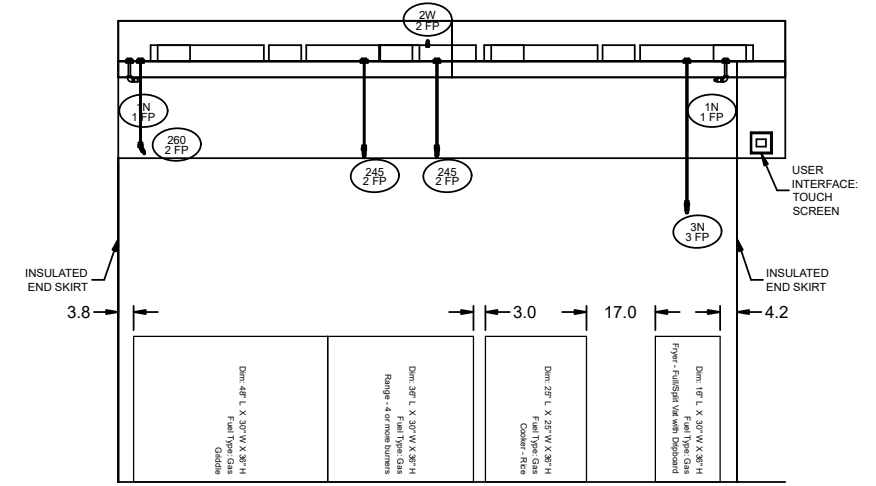 2W
2 FP
1N
1 FP
260
2 FP
245
2 FP
245
2 FP
1N
1 FP
3N
3 FP
USER
INTERFACE:
TOUCH
SCREEN
INSULATED
END SKIRT
INSULATED
END SKIRT
3.8
3.0
17.0
4.2
Dim: 48" L X 30" W X 36" H
Fuel Type: Gas
Griddle
Dim: 36" L X 30" W X 36" H
Fuel Type: Gas
Range - 4 or more burners
Dim: 25" L X 25" W X 36" H
Fuel Type: Gas
Cooker - Rice
Dim: 16" L X 30" W X 36" H
Fuel Type: Gas
Fryer - Full/Split Vat with Dripboard